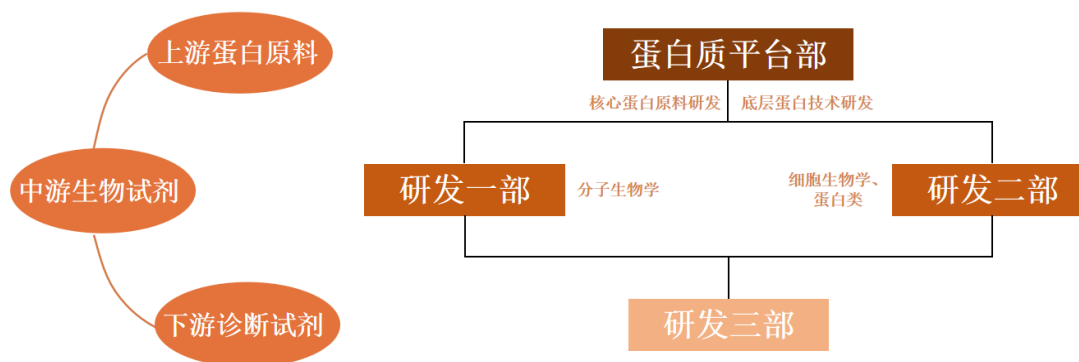 上游蛋白原料
中游生物试剂
下游诊断试剂
蛋白质平台部
核心蛋白原料研发
底层蛋白技术研发
研发一部
分子生物学
细胞生物学、
蛋白类
研发二部
研发三部